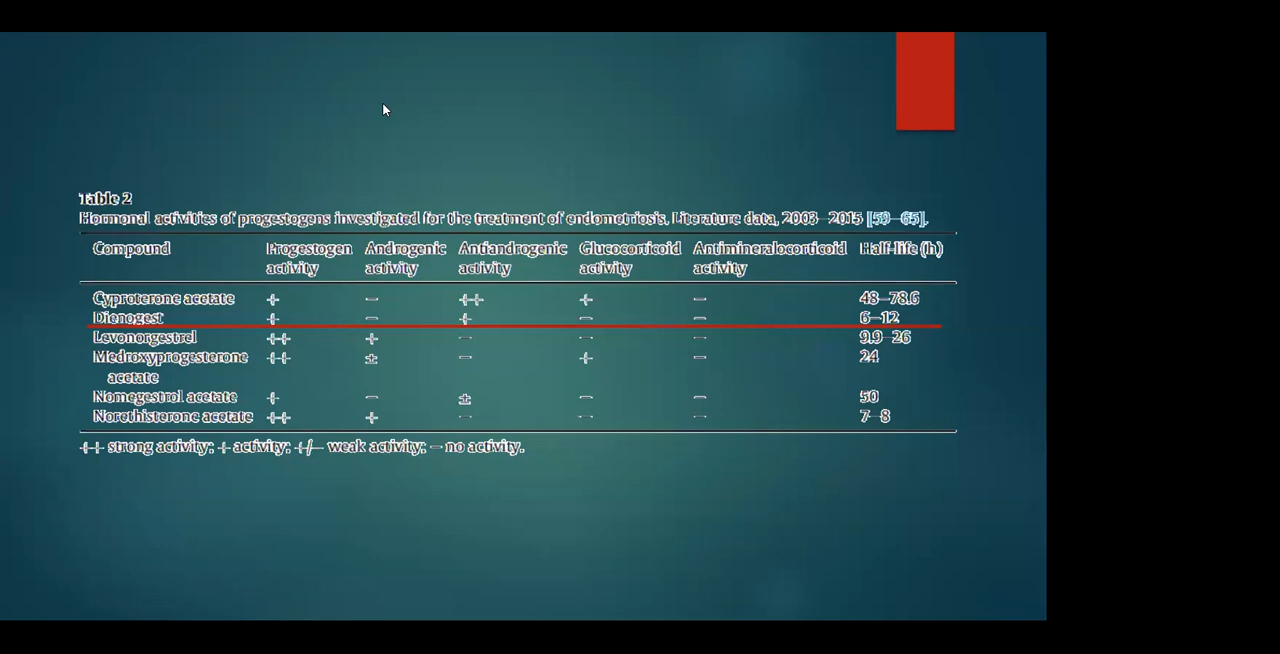 Table 2
Hormonal activities of progestogens investigated for the treatment of endometriosis. Literature data, 2003–2015 [59–65].
Compound Progestogen activity Androgenic activity Antiandrogenic activity Glucocorticoid activity Antimineralocorticoid activity Half-life (h)
Cyproterone acetate + – ++ + – 48–78.6
Dienogest + – + – – 6–12
Levonorgestrel ++ + – – – 9.9–26
Medroxyprogesterone acetate ++ ± – + – 24
Nomegestrol acetate + – ± – – 50
Norethisterone acetate ++ + – – – 7–8
++ strong activity; + activity; +/– weak activity; – no activity.